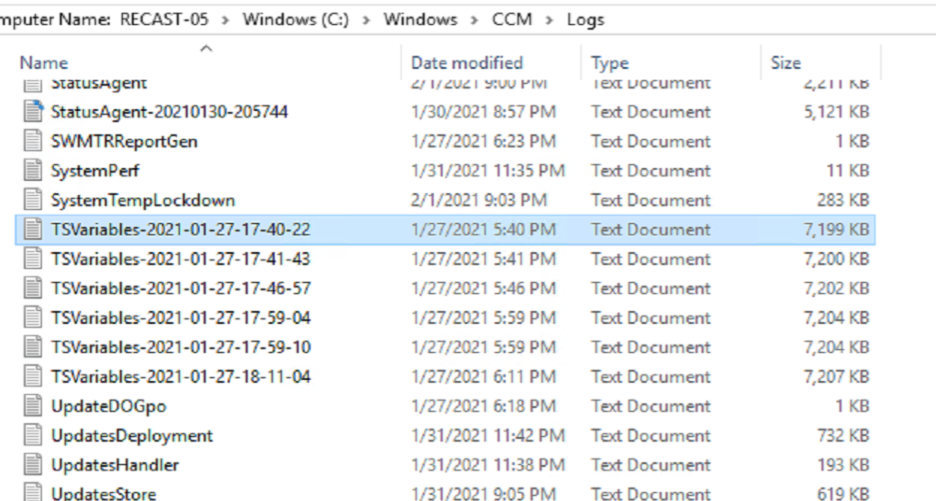 mputer Name: RECAST-05 > Windows (C:) > Windows > CCM > Logs
Name Date modified Type Size
StatusAgent 2/1/2021 9:00 PM Text Document 2,211 KB
StatusAgent-20210130-205744 1/30/2021 8:57 PM Text Document 5,121 KB
SWMTRReportGen 1/27/2021 6:23 PM Text Document 1 KB
SystemPerf 1/31/2021 11:35 PM Text Document 11 KB
SystemTempLockdown 2/1/2021 9:03 PM Text Document 283 KB
TSVariables-2021-01-27-17-40-22 1/27/2021 5:40 PM Text Document 7,199 KB
TSVariables-2021-01-27-17-41-43 1/27/2021 5:41 PM Text Document 7,200 KB
TSVariables-2021-01-27-17-46-57 1/27/2021 5:46 PM Text Document 7,202 KB
TSVariables-2021-01-27-17-59-04 1/27/2021 5:59 PM Text Document 7,204 KB
TSVariables-2021-01-27-17-59-10 1/27/2021 5:59 PM Text Document 7,204 KB
TSVariables-2021-01-27-18-11-04 1/27/2021 6:11 PM Text Document 7,207 KB
UpdateDOGpo 1/27/2021 6:18 PM Text Document 1 KB
UpdatesDeployment 1/31/2021 11:42 PM Text Document 732 KB
UpdatesHandler 1/31/2021 11:38 PM Text Document 193 KB
UpdatesStore 1/31/2021 9:05 PM Text Document 619 KB